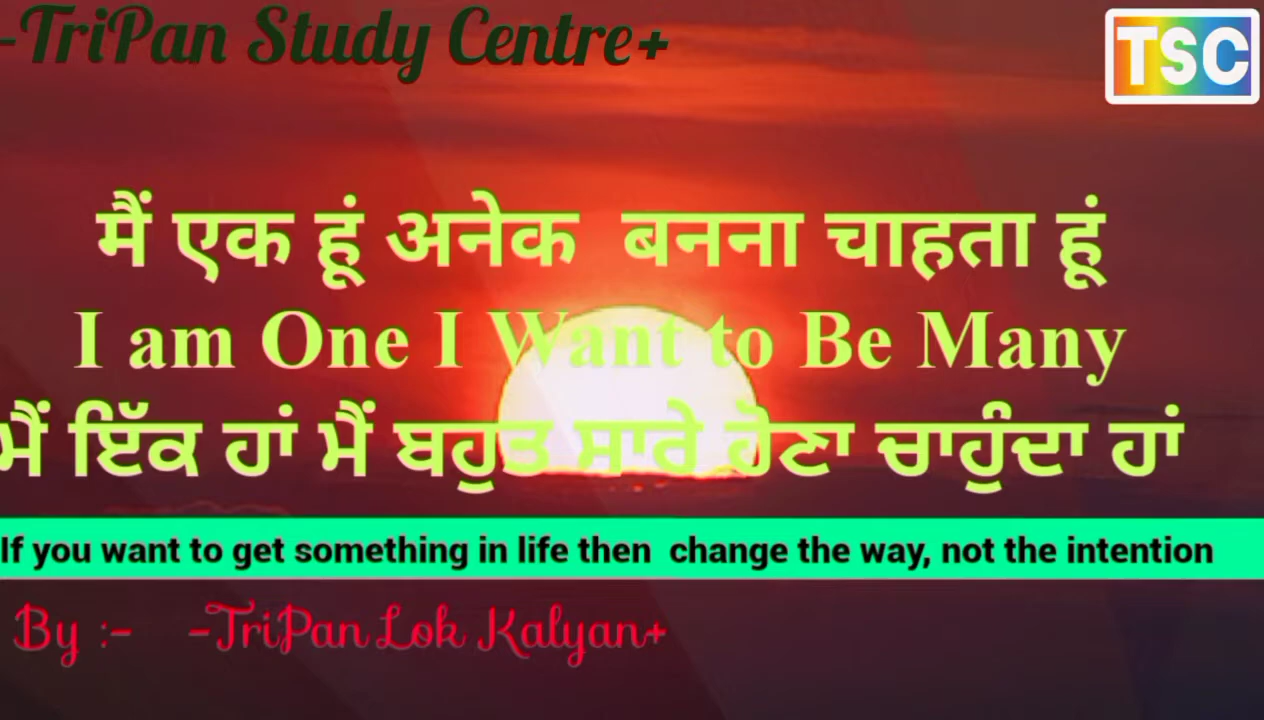 -TriPan Study Centre+
TSC
मैं एक हूं अनेक बनना चाहता हूं
I am One I Want to Be Many
ਮੈਂ ਇੱਕ ਹਾਂ ਮੈਂ ਬਹੁਤ ਸਾਰੇ ਹੋਣਾ ਚਾਹੁੰਦਾ ਹਾਂ
If you want to get something in life then change the way, not the intention
By :- -TriPan Lok Kalyan+